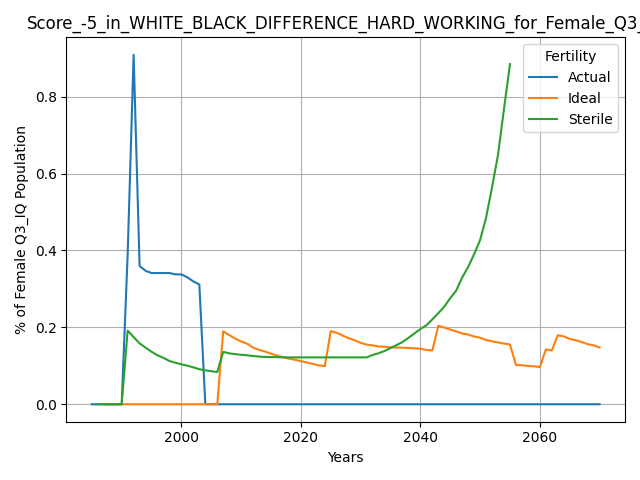 Score_-5_in_WHITE_BLACK_DIFFERENCE_HARD_WORKING_for_Female_Q3_
Fertility
Actual
Ideal
Sterile
% of Female Q3_IQ Population
0.8
0.6
0.4
0.2
0.0
2000
2020
2040
2060
Years